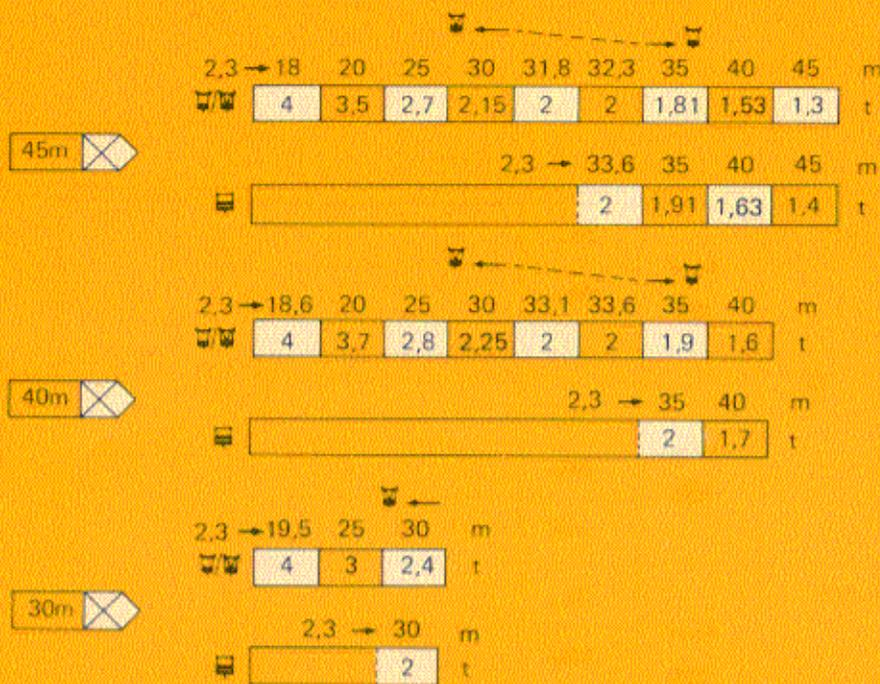 2,3 → 18 20 25 30 31,8 32,3 35 40 45 m
4 3,5 2,7 2,15 2 2 1,81 1,53 1,3 t
45m
2,3 → 33,6 35 40 45 m
2 1,91 1,63 1,4 t
2,3 → 18,6 20 25 30 33,1 33,6 35 40 m
4 3,7 2,8 2,25 2 2 1,9 1,6 t
40m
2,3 → 35 40 m
2 1,7 t
2,3 → 19,5 25 30 m
4 3 2,4 t
30m
2,3 → 30 m
2 t